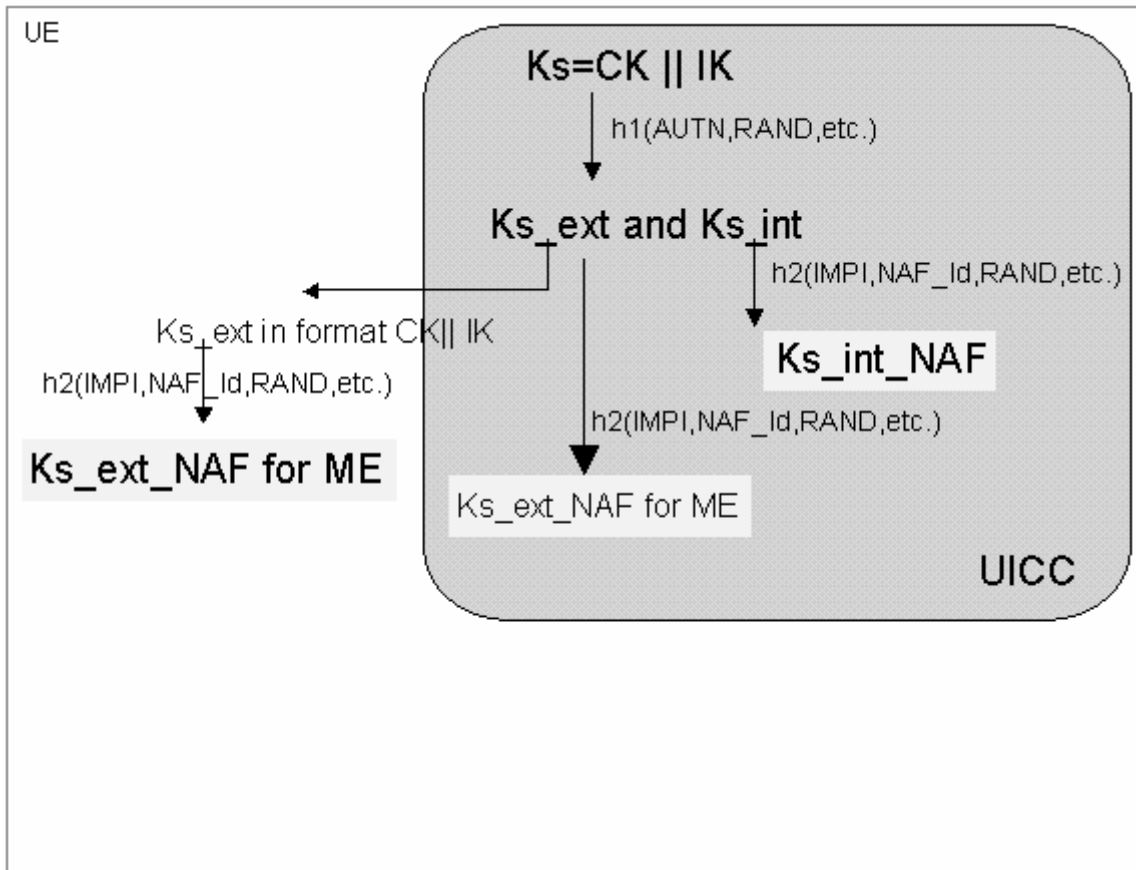 UE
Ks=CK || IK
h1(AUTN,RAND,etc.)
Ks_ext and Ks_int
h2(IMPI,NAF_Id,RAND,etc.)
Ks_ext in format CK|| IK
Ks_int_NAF
h2(IMPI,NAF_Id,RAND,etc.)
h2(IMPI,NAF_Id,RAND,etc.)
Ks_ext_NAF for ME
Ks_ext_NAF for ME
UICC